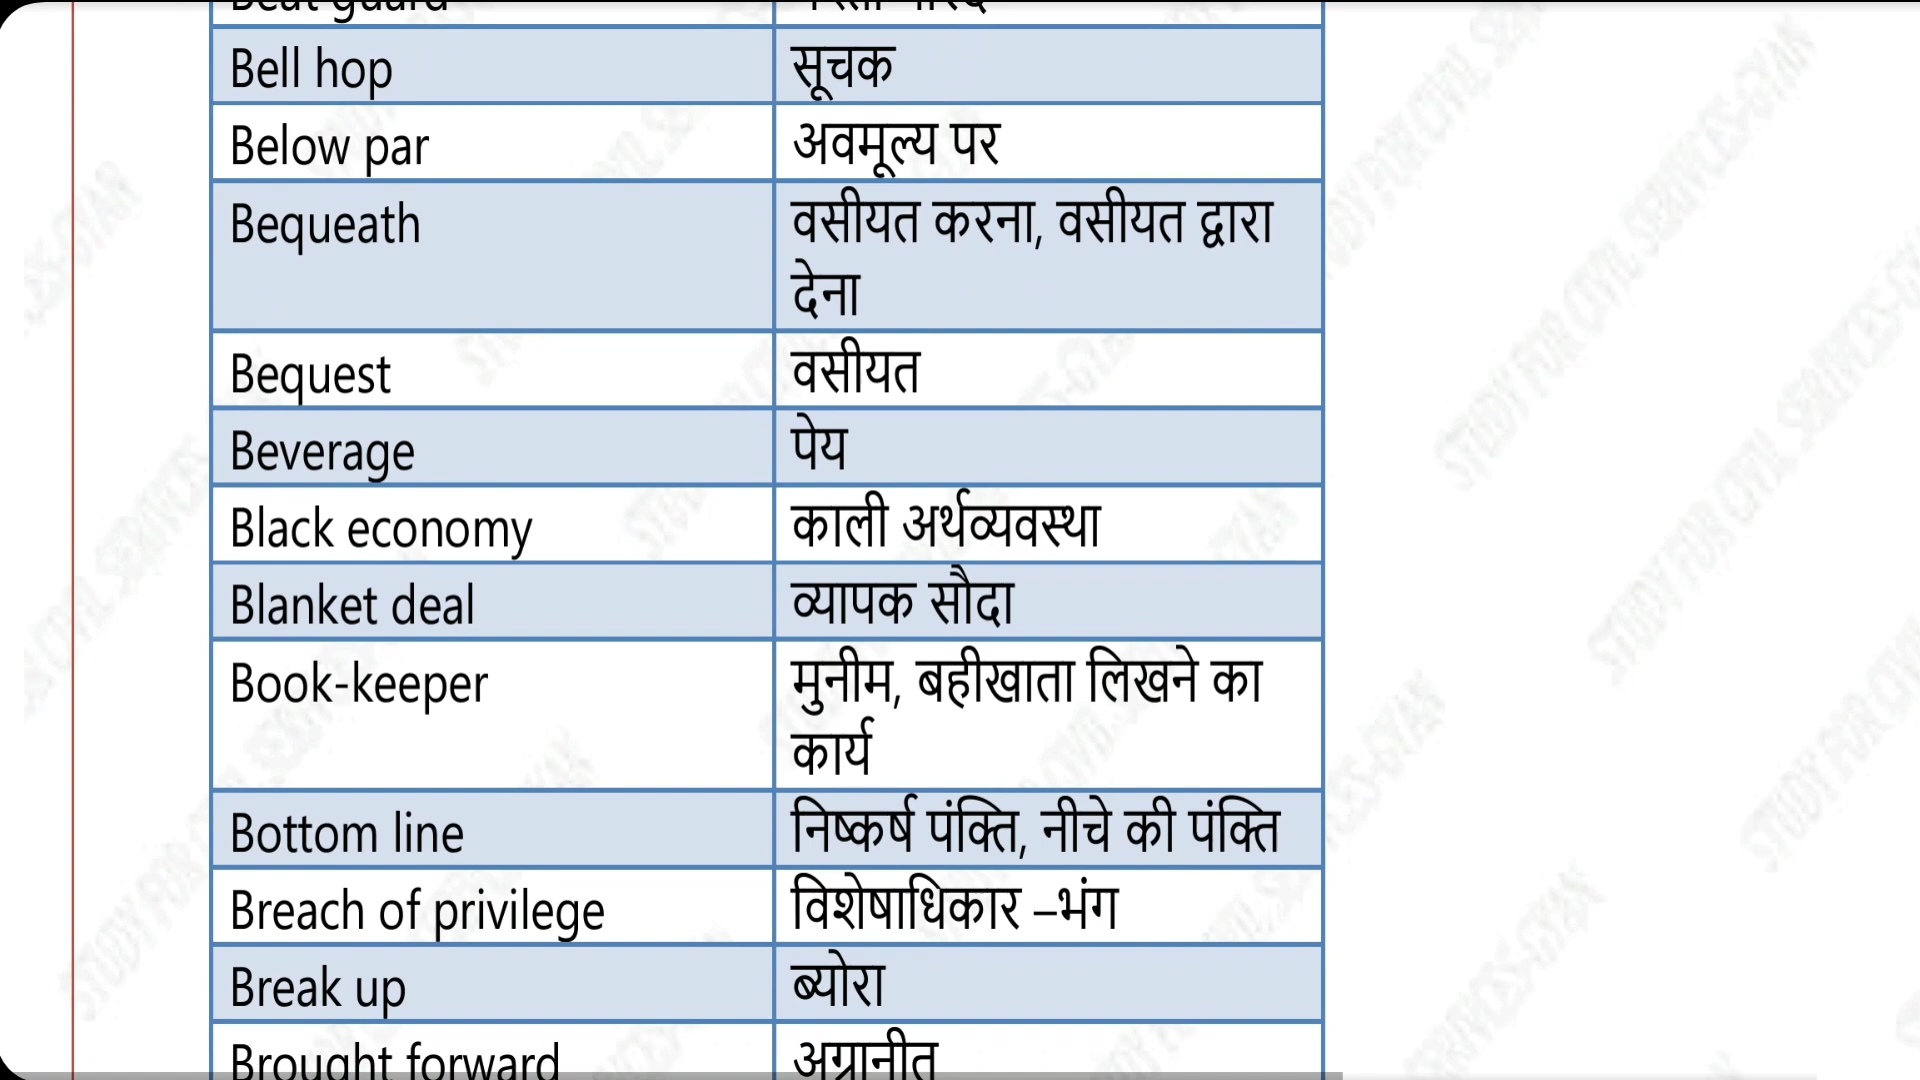 Beat guard
Bell hop
सूचक
Below par
अवमूल्य पर
Bequeath
वसीयत करना, वसीयत द्वारा
देना
Bequest
वसीयत
Beverage
पेय
Black economy
काली अर्थव्यवस्था
Blanket deal
व्यापक सौदा
Book-keeper
मुनीम, बहीखाता लिखने का
कार्य
Bottom line
निष्कर्ष पंक्ति, नीचे की पंक्ति
Breach of privilege
विशेषाधिकार –भंग
Break up
ब्योरा
Brought forward
अग्रानीत